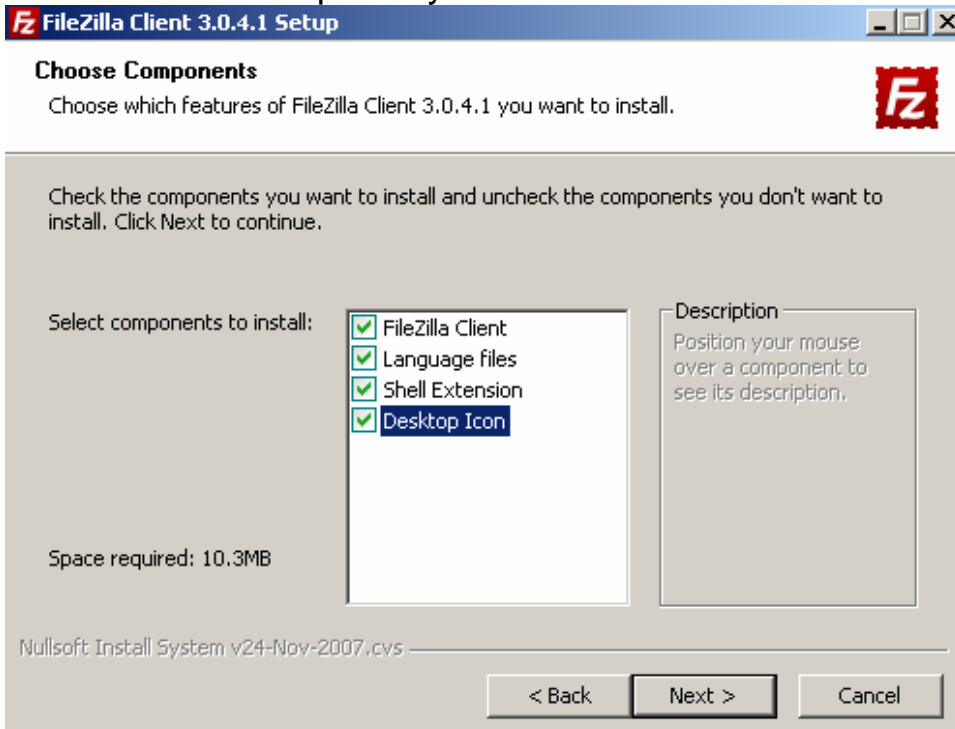 FileZilla Client 3.0.4.1 Setup
Choose Components
Choose which features of FileZilla Client 3.0.4.1 you want to install.
Fz
Check the components you want to install and uncheck the components you don't want to
install. Click Next to continue.
Select components to install:
FileZilla Client
Language files
Shell Extension
Desktop Icon
Description
Position your mouse
over a component to
see its description.
Space required: 10.3MB
Nullsoft Install System v24-Nov-2007.cvs
< Back
Next >
Cancel